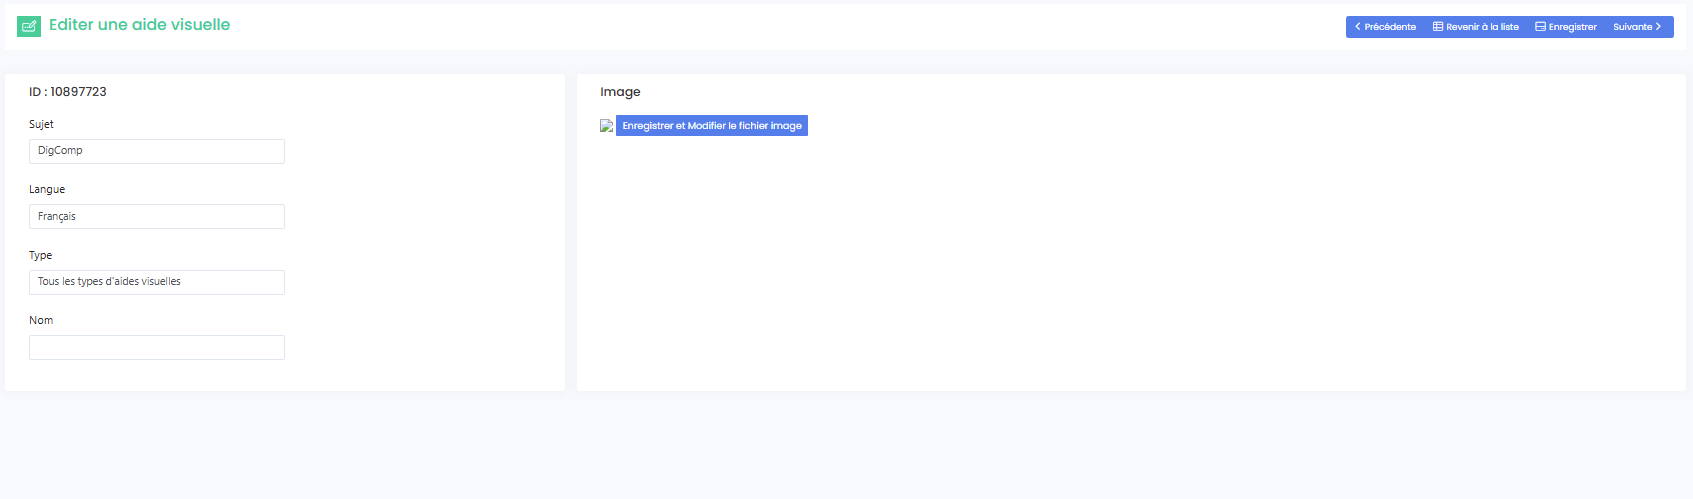 Editer une aide visuelle
Précédente
Revenir à la liste
Enregistrer
Suivante
ID : 10897723
Sujet
DigComp
Langue
Français
Type
Tous les types d'aides visuelles
Nom
Image
Enregistrer et Modifier le fichier image